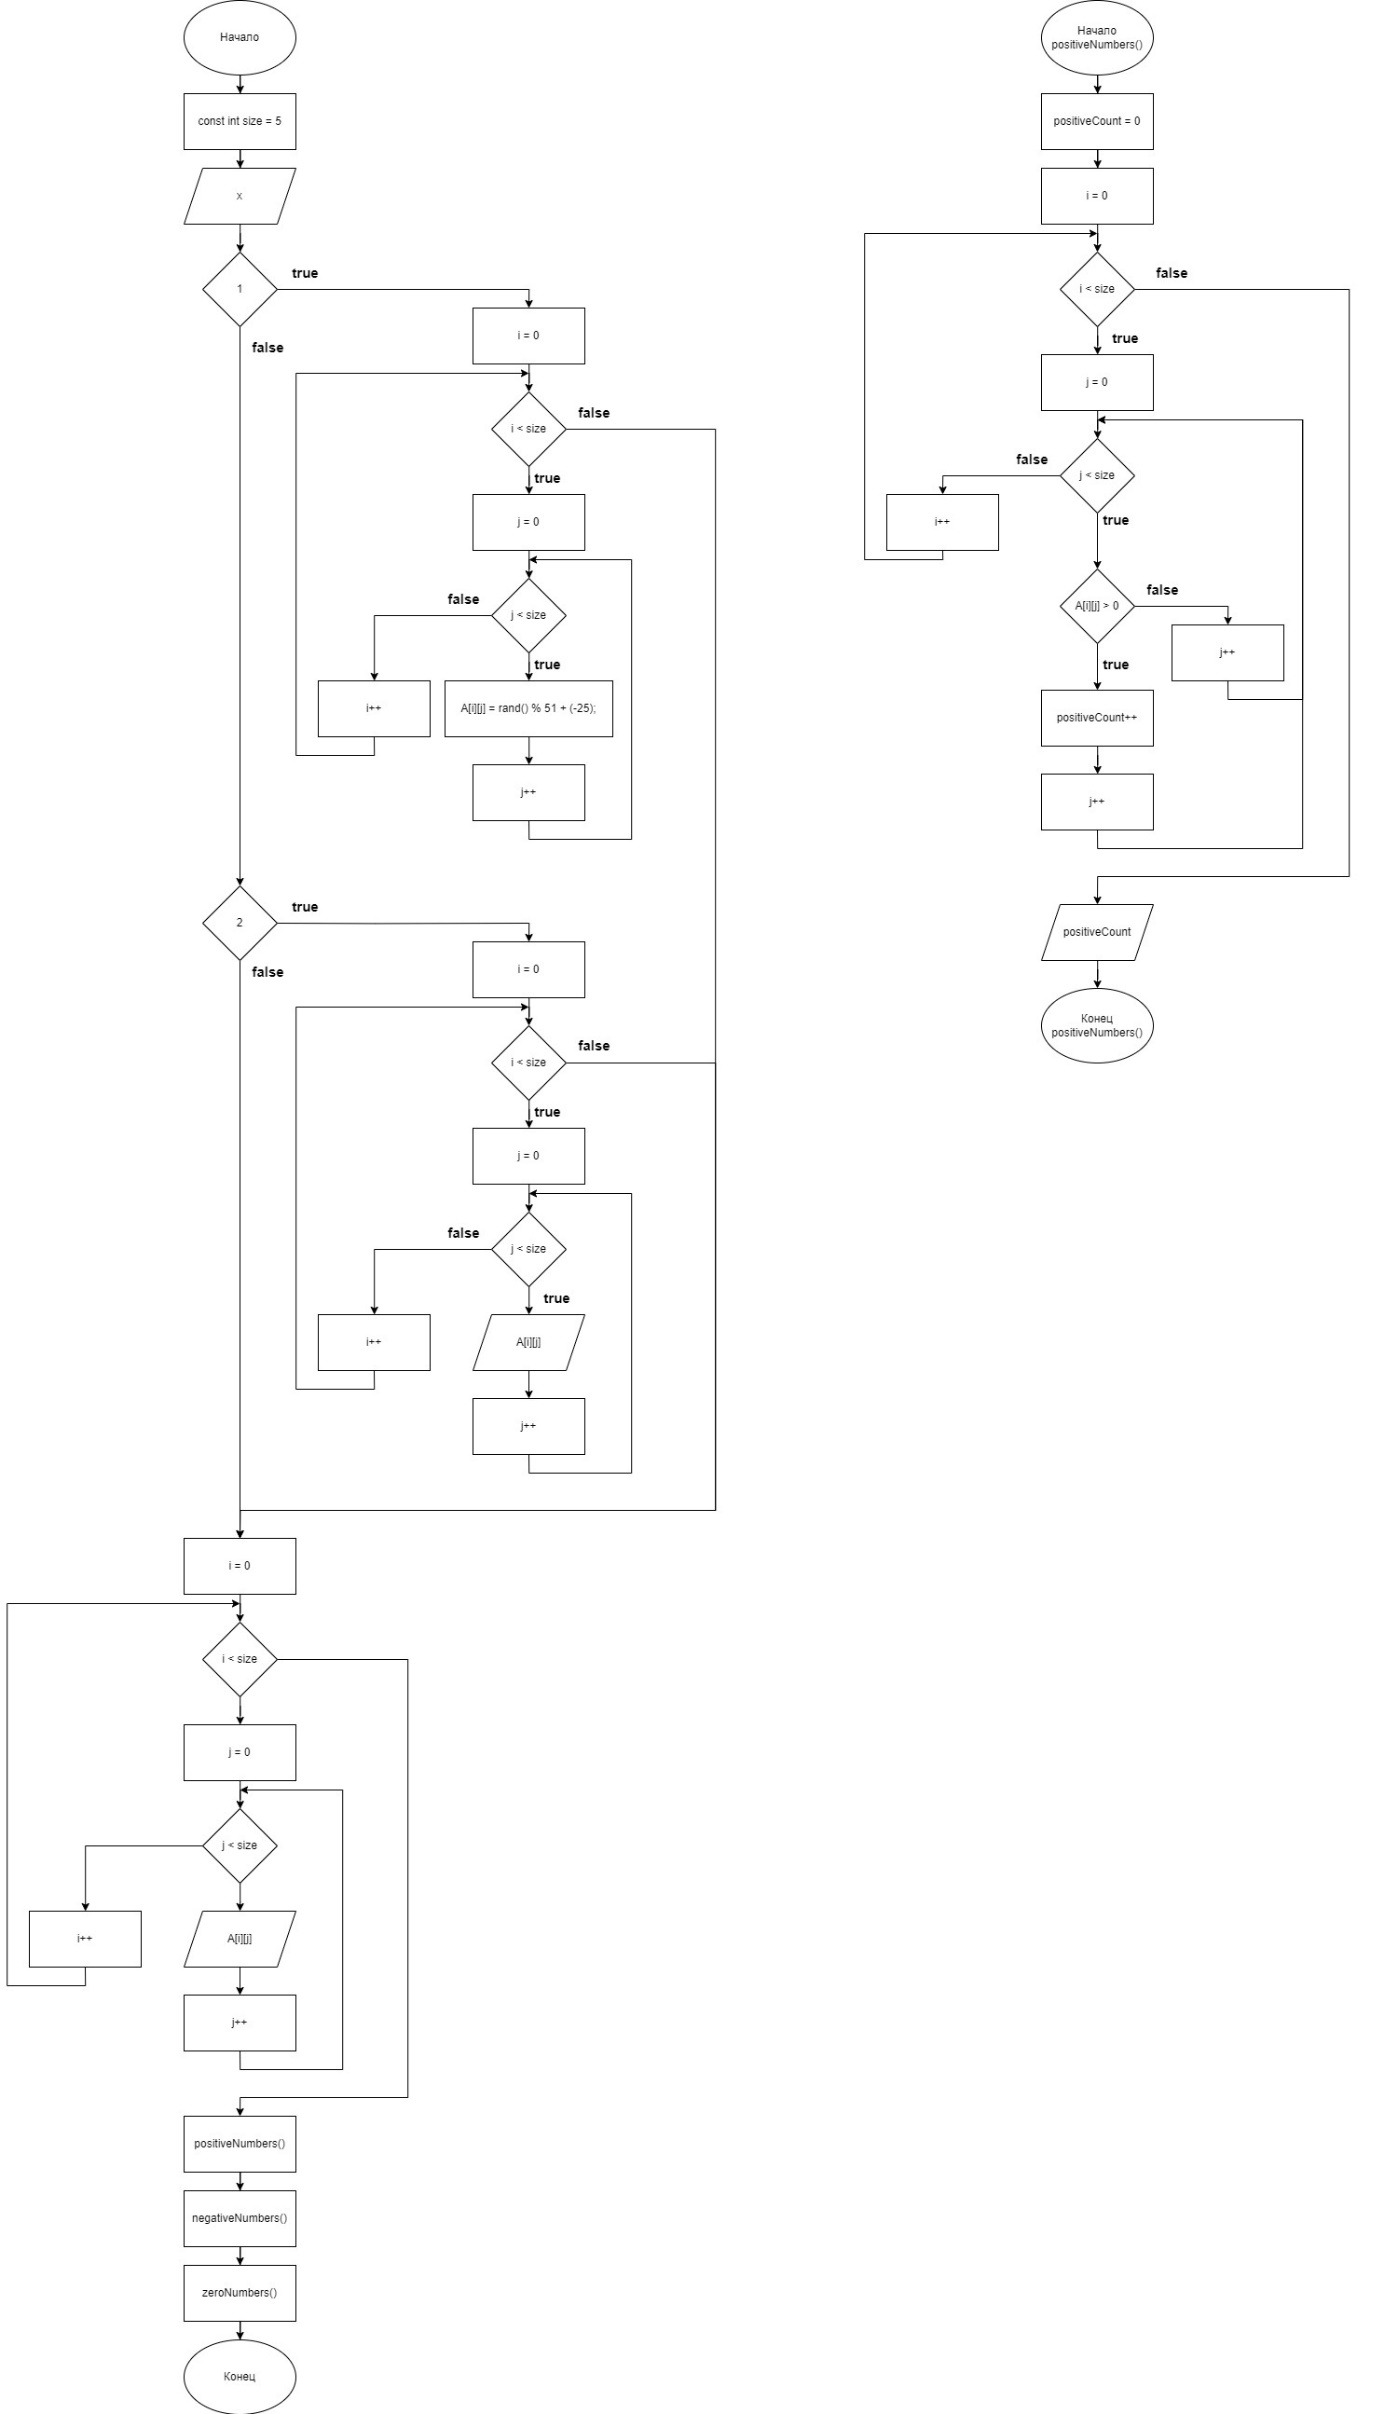 Начало
const int size = 5
x
1
true
false
i = 0
i < size
false
true
j = 0
j < size
false
true
i++
A[i][j] = rand() % 51 + (-25);
j++
2
true
false
i = 0
i < size
false
true
j = 0
j < size
false
true
i++
A[i][j]
j++
i = 0
i < size
j = 0
j < size
i++
A[i][j]
j++
positiveNumbers()
negativeNumbers()
zeroNumbers()
Конец
Начало
positiveNumbers()
positiveCount = 0
i = 0
i < size
false
true
j = 0
j < size
false
true
i++
A[i][j] > 0
false
true
j++
positiveCount++
j++
positiveCount
Конец
positiveNumbers()